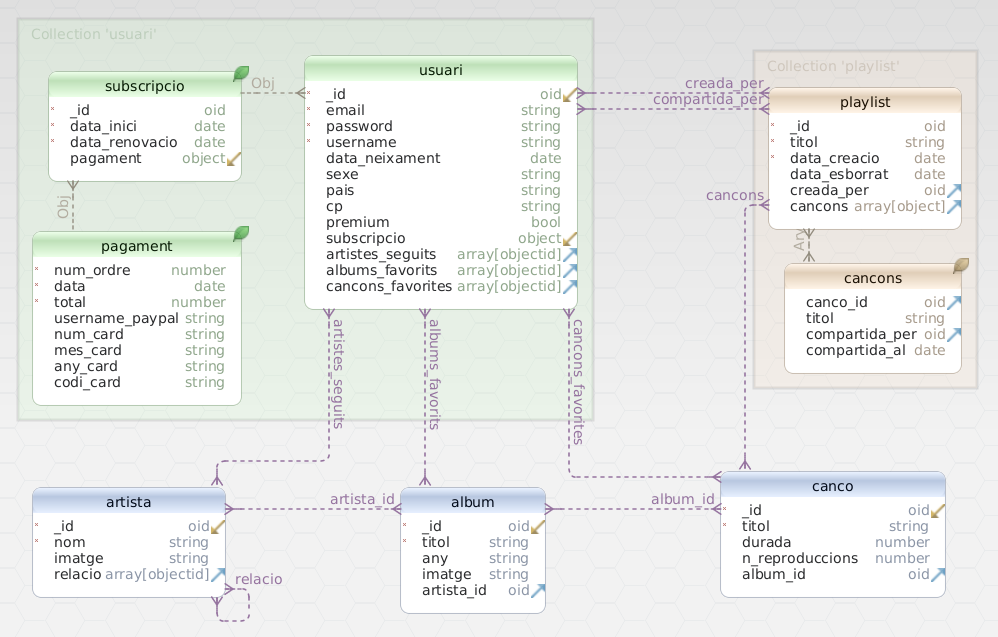 Collection 'usuari'
subscripcio
_id oid
data_inici date
data_renovacio date
pagament object
Obj
Obj
pagament
num_ordre number
data date
total number
username_paypal string
num_card string
mes_card string
any_card string
codi_card string
usuari
_id oid
email string
password string
username string
data_neixament date
sexe string
pais string
cp string
premium bool
subscripcio object
artistes_seguits array[objectid]
albums_favorits array[objectid]
cancons_favorites array[objectid]
creada_per
compartida_per
Collection 'playlist'
playlist
_id oid
titol string
data_creacio date
data_esborrat date
creada_per oid
cancons array[object]
cancons
Arr
cancons
canco_id oid
titol string
compartida_per oid
compartida_al date
artistes_seguits
albums_favorits
cancons_favorites
artista
_id oid
nom string
imatge string
relacio array[objectid]
relacio
artista_id
album
_id oid
titol string
any string
imatge string
artista_id oid
album_id
canco
_id oid
titol string
durada number
n_reproduccions number
album_id oid